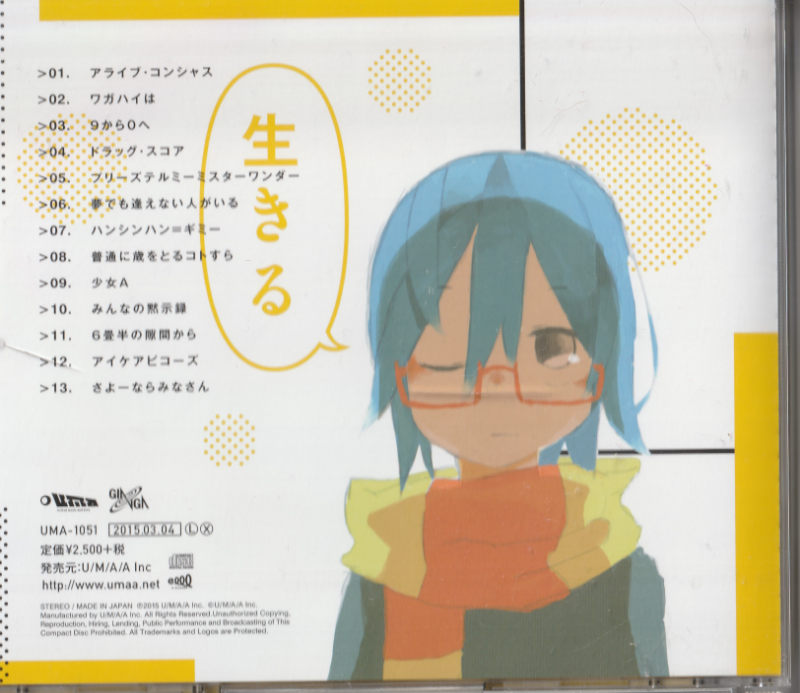 >01. アライブ・コンシャス
>02. ワガハイは
>03. 9から0へ
>04. ドラッグ・スコア
>05. プリーズテルミーミスターワンダー
>06. 夢でも逢えない人がいる
>07. ハンシンハン=ギミー
>08. 普通に歳をとるコトすら
>09. 少女A
>10. みんなの黙示録
>11. 6畳半の隙間から
>12. アイケアビコーズ
>13. さよーならみなさん
生きる
U/M/A/A
GINGA
UMA-1051 2015.03.04 Ⓛ Ⓧ
定価¥2,500+税
発売元:U/M/A/A Inc
http://www.umaa.net
STEREO / MADE IN JAPAN ℗2015 U/M/A/A Inc. ©U/M/A/A Inc.
Manufactured by U/M/A/A Inc. All Rights Reserved.Unauthorized Copying,
Reproduction, Hiring, Lending, Public Performance and Broadcasting of This
Compact Disc Prohibited. All Trademarks and Logos are Protected.